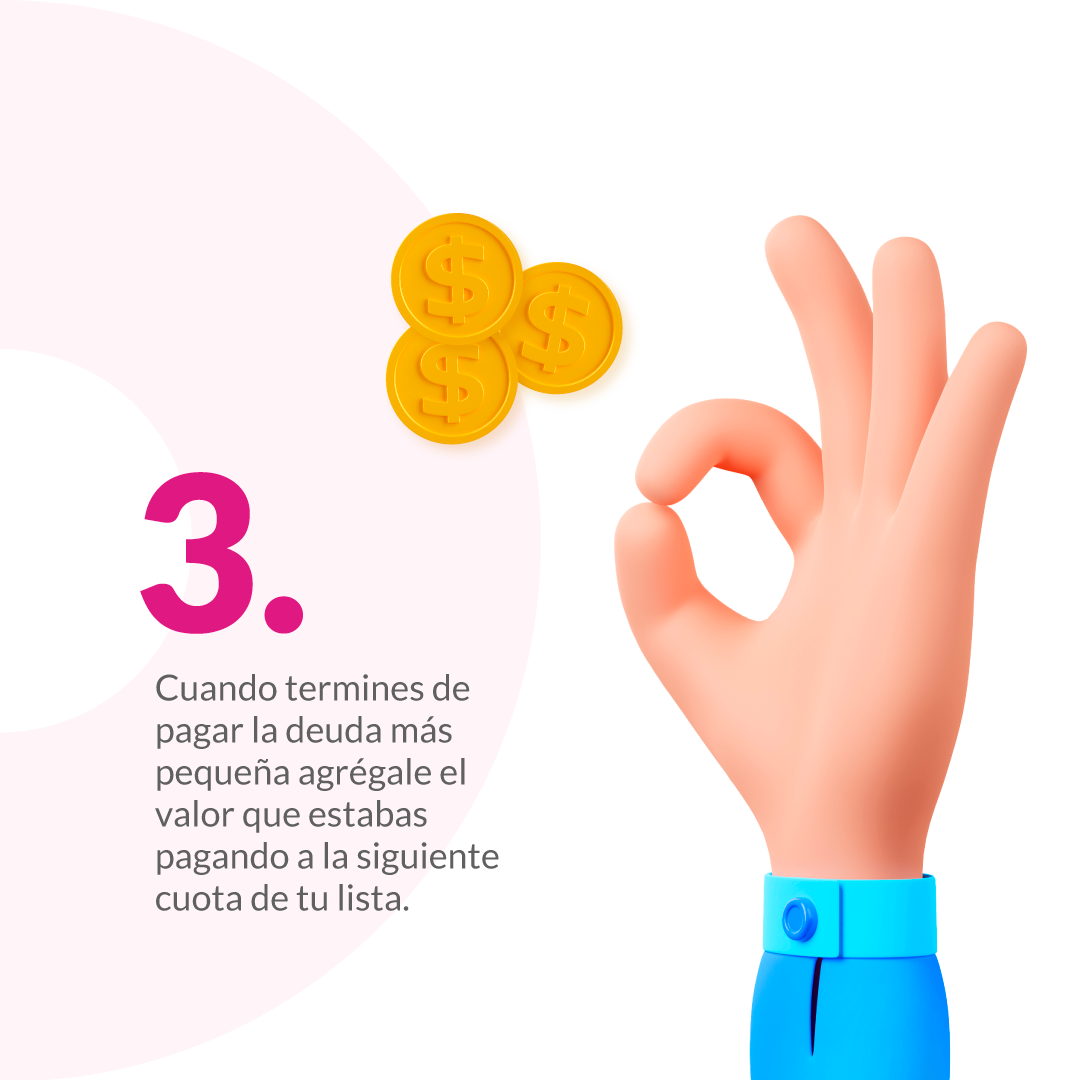 $
$
$
3.
Cuando termines de
pagar la deuda más
pequeña agrégale el
valor que estabas
pagando a la siguiente
cuota de tu lista.